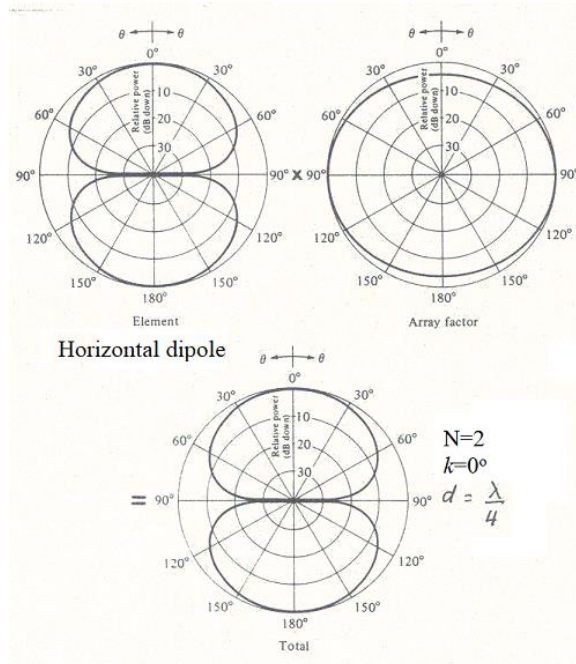 θ θ
0°
30° 30°
60° 60°
90° 90°
120° 120°
150° 150°
180°
Relative power
(dB down)
10
20
30
Element
x
θ θ
0°
30° 30°
60° 60°
90° 90°
120° 120°
150° 150°
180°
Relative power
(dB down)
10
20
30
Array factor
Horizontal dipole
=
θ θ
0°
30° 30°
60° 60°
90° 90°
120° 120°
150° 150°
180°
Relative power
(dB down)
10
20
30
Total
N=2
k=0°
d = λ/4